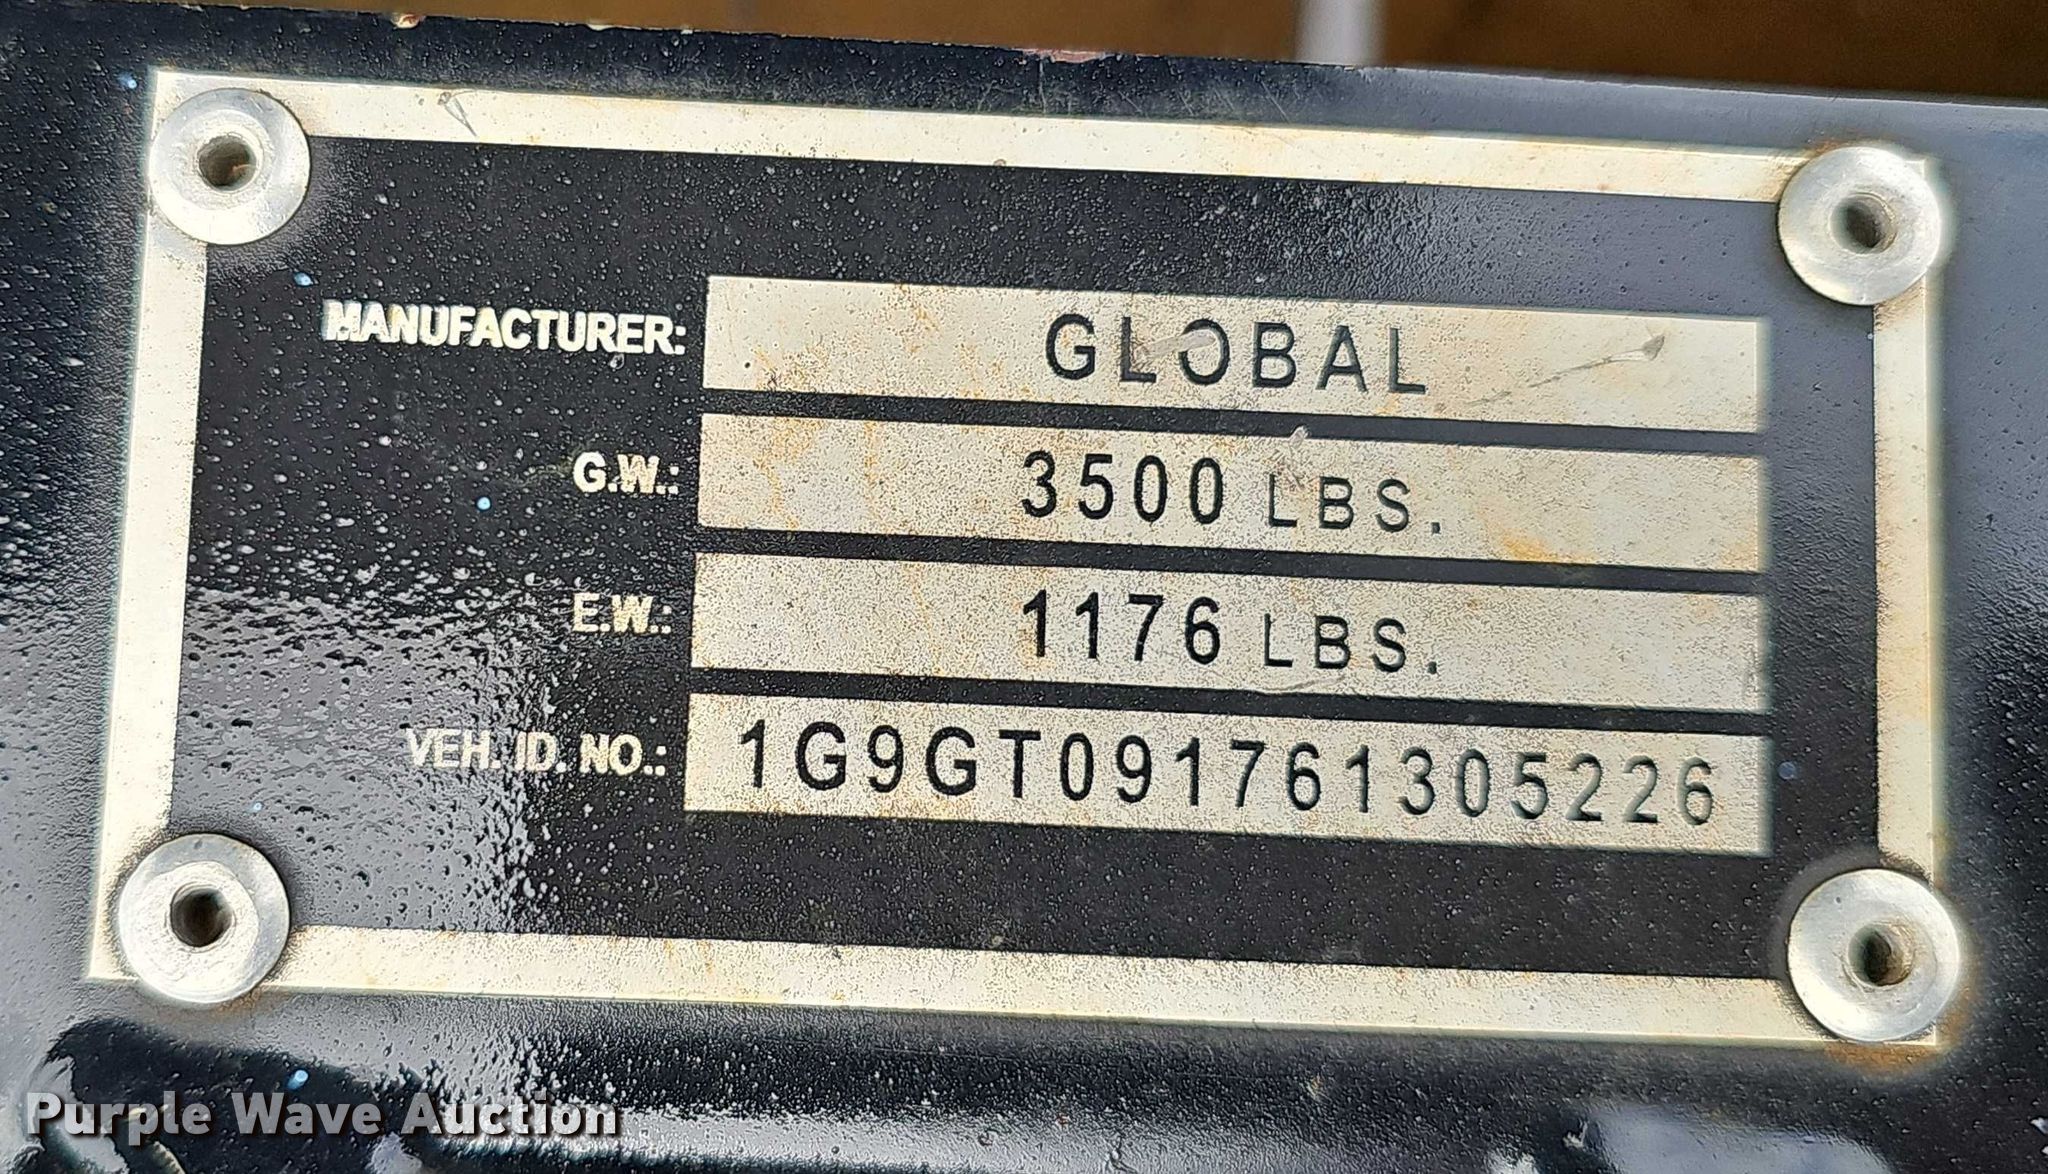 MANUFACTURER: GLOBAL
G.W.: 3500 LBS.
E.W.: 1176 LBS.
VEH. ID. NO.: 1G9GT091761305226
Purple Wave Auction